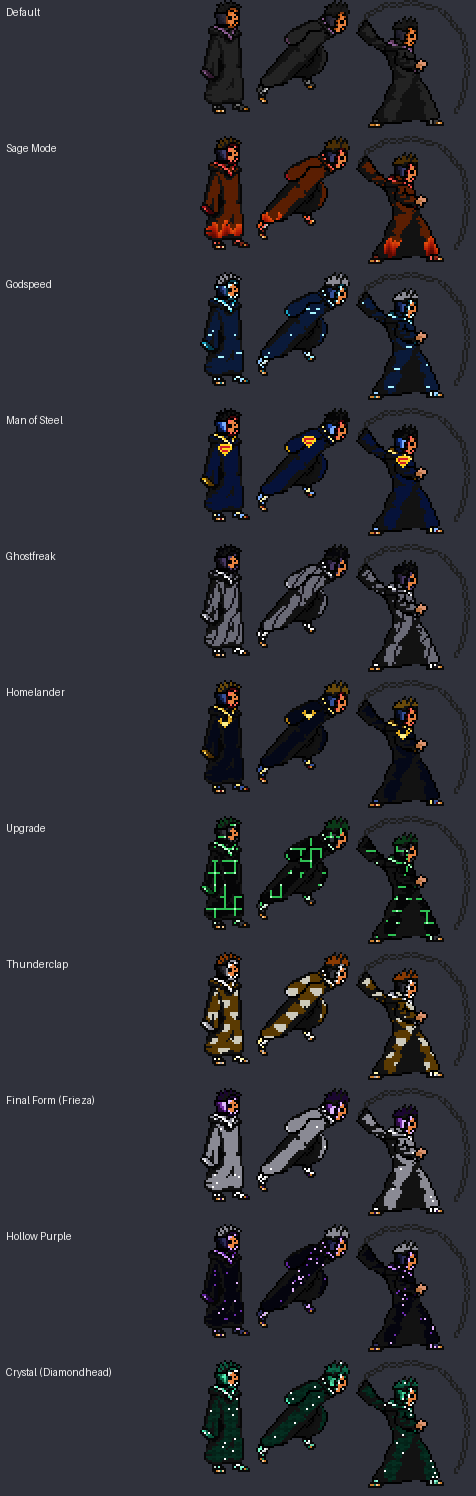 Default
Sage Mode
Godspeed
Man of Steel
Ghostfreak
Homelander
Upgrade
Thunderclap
Final Form (Frieza)
Hollow Purple
Crystal (Diamondhead)